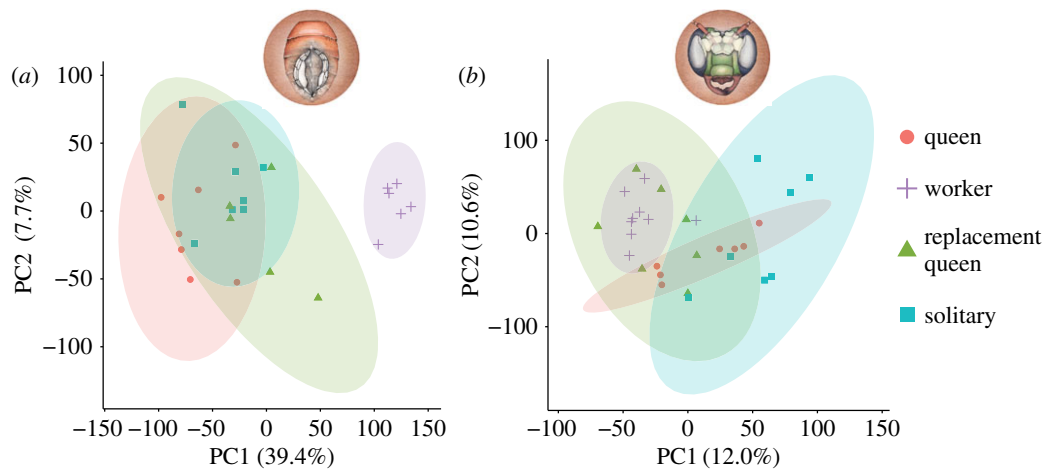 (a)
100
50
0
−50
−100
PC2 (7.7%)
−150
−100
−50
0
50
100
150
PC1 (39.4%)
(b)
100
0
−100
PC2 (10.6%)
−100
−50
0
50
100
150
PC1 (12.0%)
queen
worker
replacement
queen
solitary